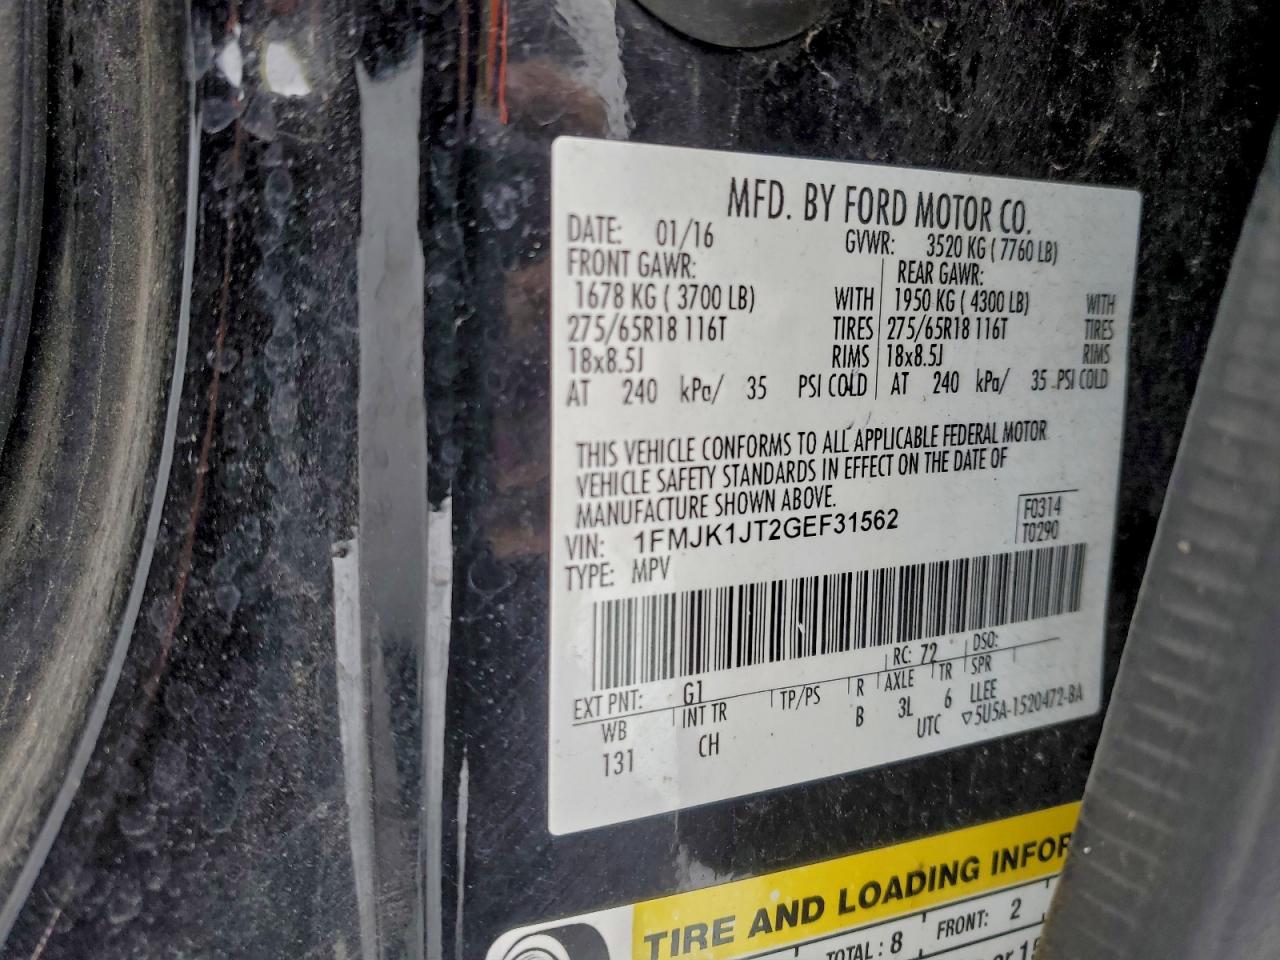 MFD. BY FORD MOTOR CO.
DATE: 01/16 GVWR: 3520 KG ( 7760 LB)
FRONT GAWR: REAR GAWR:
1678 KG ( 3700 LB) WITH 1950 KG ( 4300 LB) WITH
275/65R18 116T TIRES 275/65R18 116T TIRES
18x8.5J RIMS 18x8.5J RIMS
AT 240 kPa/ 35 PSI COLD AT 240 kPa/ 35 PSI COLD
THIS VEHICLE CONFORMS TO ALL APPLICABLE FEDERAL MOTOR
VEHICLE SAFETY STANDARDS IN EFFECT ON THE DATE OF
MANUFACTURE SHOWN ABOVE.
F0314
VIN: 1FMJK1JT2GEF31562 T0290
TYPE: MPV
RC: 72 DSO:
EXT PNT: G1
WB INT TR TP/PS R AXLE TR SPR
131 CH B 3L 6 LLEE
UTC ▽5U5A-1520472-BA
TIRE AND LOADING INFOR
TOTAL: 8 FRONT: 2